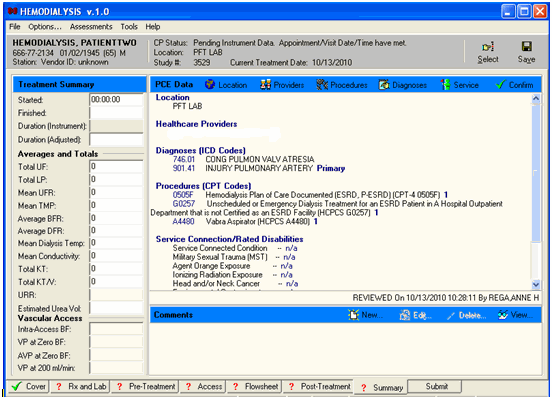 HEMODIALYSIS v.1.0
File Options... Assessments Tools Help
HEMODIALYSIS, PATIENTTWO
666-77-2134 01/02/1945 (65) M
Station: Vendor ID: unknown
CP Status: Pending Instrument Data. Appointment/Visit Date/Time have met.
Location: PFT LAB
Study #: 3529 Current Treatment Date: 10/13/2010
Select Save
Treatment Summary
Started: 00:00:00
Finished:
Duration (Instrument):
Duration (Adjusted):
Averages and Totals
Total UF: 0
Total LP: 0
Mean UFR: 0
Mean TMP: 0
Average BFR: 0
Average DFR: 0
Mean Dialysis Temp: 0
Mean Conductivity: 0
Total KT: 0
Total KT/V: 0
URR:
Estimated Urea Vol:
Vascular Access
Intra-Access BF:
VP at Zero BF:
AVP at Zero BF:
VP at 200 ml/min:
PCE Data Location Providers Procedures Diagnoses Service Confirm
Location
PFT LAB
Healthcare Providers
Diagnoses (ICD Codes)
746.01 CONG PULMON VALV ATRESIA
901.41 INJURY PULMONARY ARTERY Primary
Procedures (CPT Codes)
0505F Hemodialysis Plan of Care Documented (ESRD, P-ESRD) (CPT-4 0505F) 1
G0257 Unscheduled or Emergency Dialysis Treatment for an ESRD Patient in A Hospital Outpatient
Department that is not Certified as an ESRD Facility (HCPCS G0257) 1
A4480 Vabra Aspirator (HCPCS A4480) 1
Service Connection/Rated Disabilities
Service Connected Condition -- n/a
Military Sexual Trauma (MST) -- n/a
Agent Orange Exposure -- n/a
Ionizing Radiation Exposure -- n/a
Head and/or Neck Cancer -- n/a
REVIEWED On 10/13/2010 10:28:11 By REGA,ANNE H
Comments New... Edit... Delete... View...
Cover ? Rx and Lab ? Pre-Treatment ? Access ? Flowsheet ? Post-Treatment ? Summary Submit